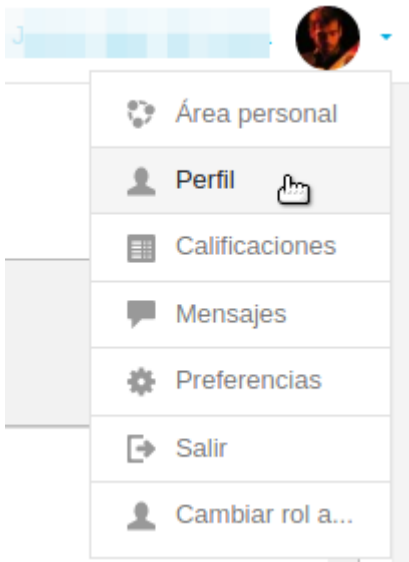 J
Área personal
Perfil
Calificaciones
Mensajes
Preferencias
Salir
Cambiar rol a...